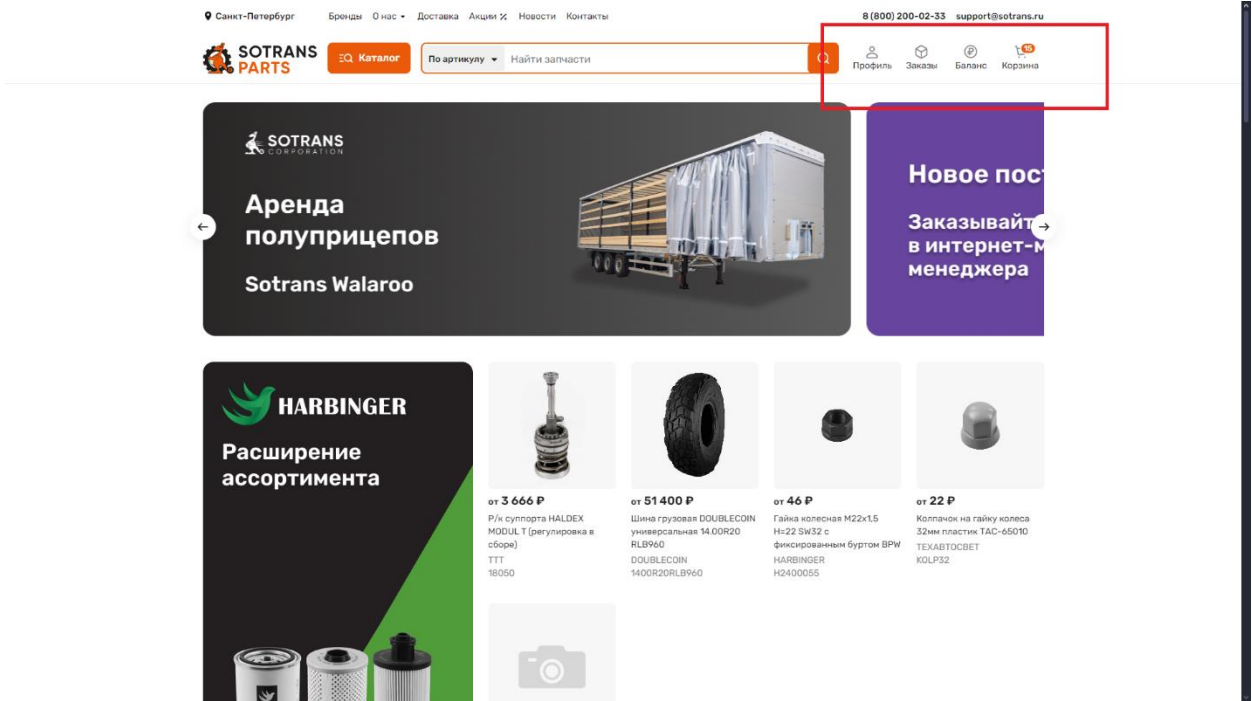 Санкт-Петербург Бренды О нас Доставка Акции % Новости Контакты 8 (800) 200-02-33 support@sotrans.ru
SOTRANS
PARTS
Каталог
По артикулу Найти запчасти
Профиль Заказы Баланс Корзина
15
SOTRANS
CORPORATION
Аренда
полуприцепов
Sotrans Walaroo
Новое пос
Заказывайт
в интернет-м
менеджера
HARBINGER
Расширение
ассортимента
от 3 666 ₽
Р/к суппорта HALDEX
MODUL T (регулировка в
сборе)
TTT
18050
от 51 400 ₽
Шина грузовая DOUBLECOIN
универсальная 14.00R20
RLB960
DOUBLECOIN
1400R20RLB960
от 46 ₽
Гайка колесная M22x1,5
H=22 SW32 с
фиксированным буртом BPW
HARBINGER
H2400055
от 22 ₽
Колпачок на гайку колеса
32мм пластик TAC-65010
ТЕХАВТОСВЕТ
KOLP32